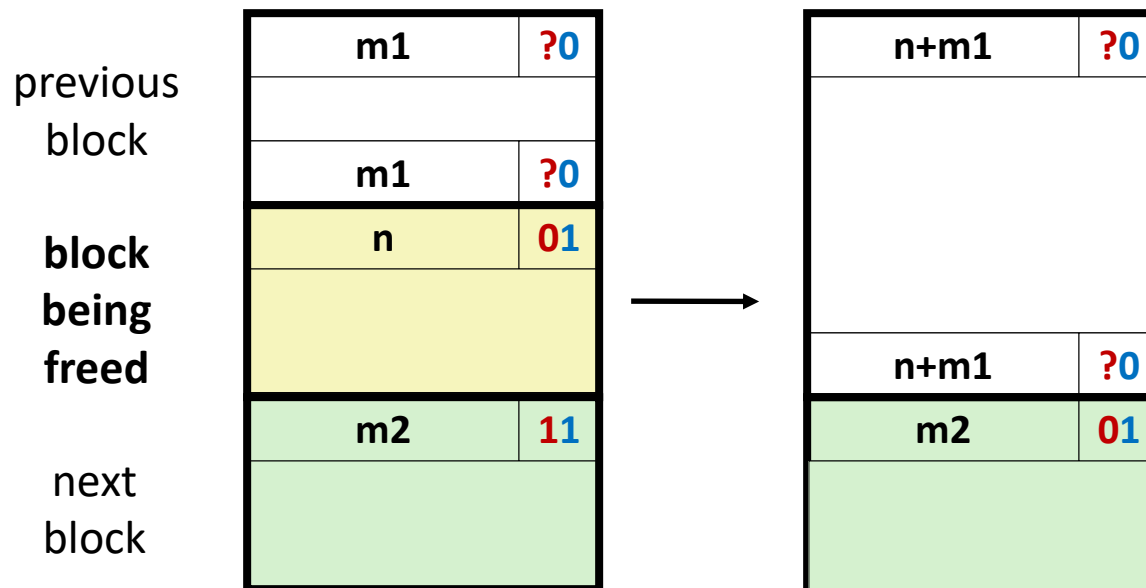 previous
block
m1 ?0
m1 ?0
block
being
freed
n 01
next
block
m2 11
n+m1 ?0
n+m1 ?0
m2 01